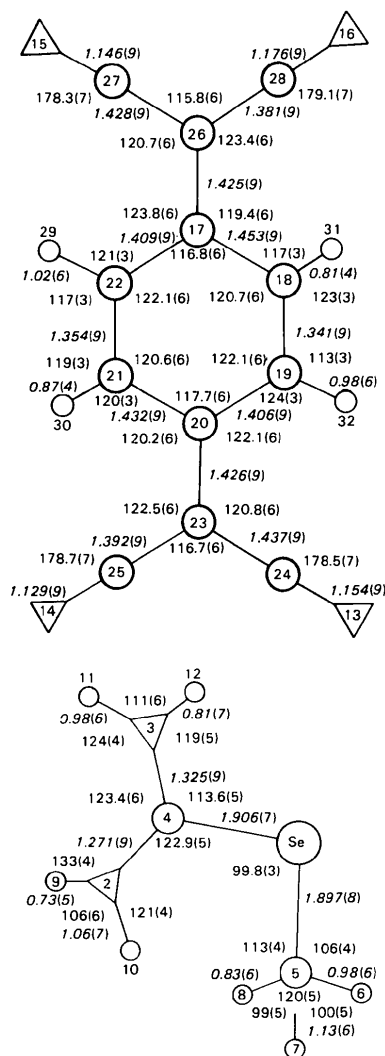 15 16
1.146(9) 1.176(9)
27 28
178.3(7) 115.8(6) 179.1(7)
1.428(9) 1.381(9)
26
120.7(6) 123.4(6)
1.425(9)
123.8(6) 119.4(6)
29 17 31
1.409(9) 1.453(9)
121(3) 116.8(6) 117(3)
1.02(6) 22 18 0.81(4)
117(3) 122.1(6) 120.7(6) 123(3)
1.354(9) 1.341(9)
119(3) 120.6(6) 122.1(6) 113(3)
0.87(4) 21 19 0.98(6)
120(3) 117.7(6) 124(3)
30 1.432(9) 20 1.406(9) 32
120.2(6) 122.1(6)
1.426(9)
122.5(6) 23 120.8(6)
1.392(9) 116.7(6) 1.437(9)
178.7(7) 25 24 178.5(7)
1.129(9) 1.154(9)
14 13
11 12
111(6)
0.98(6) 3 0.81(7)
124(4) 119(5)
1.325(9)
123.4(6) 113.6(5)
4 1.906(7)
1.271(9) 122.9(5) Se
133(4) 99.8(3)
9 2
0.73(5) 121(4) 1.897(8)
106(6)
1.06(7)
10 113(4) 106(4)
0.83(6) 5 0.98(6)
8 120(5) 6
99(5) 100(5)
1.13(6)
7